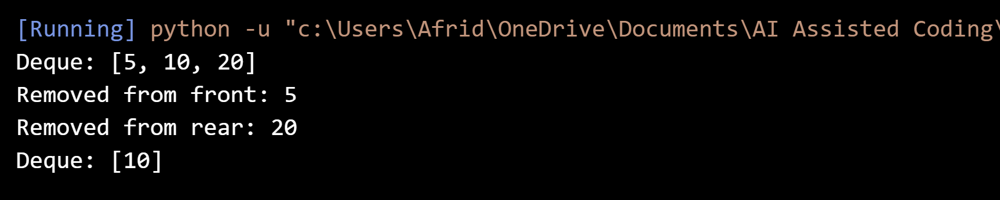 [Running] python -u "c:\Users\Afrid\OneDrive\Documents\AI Assisted Coding\
Deque: [5, 10, 20]
Removed from front: 5
Removed from rear: 20
Deque: [10]